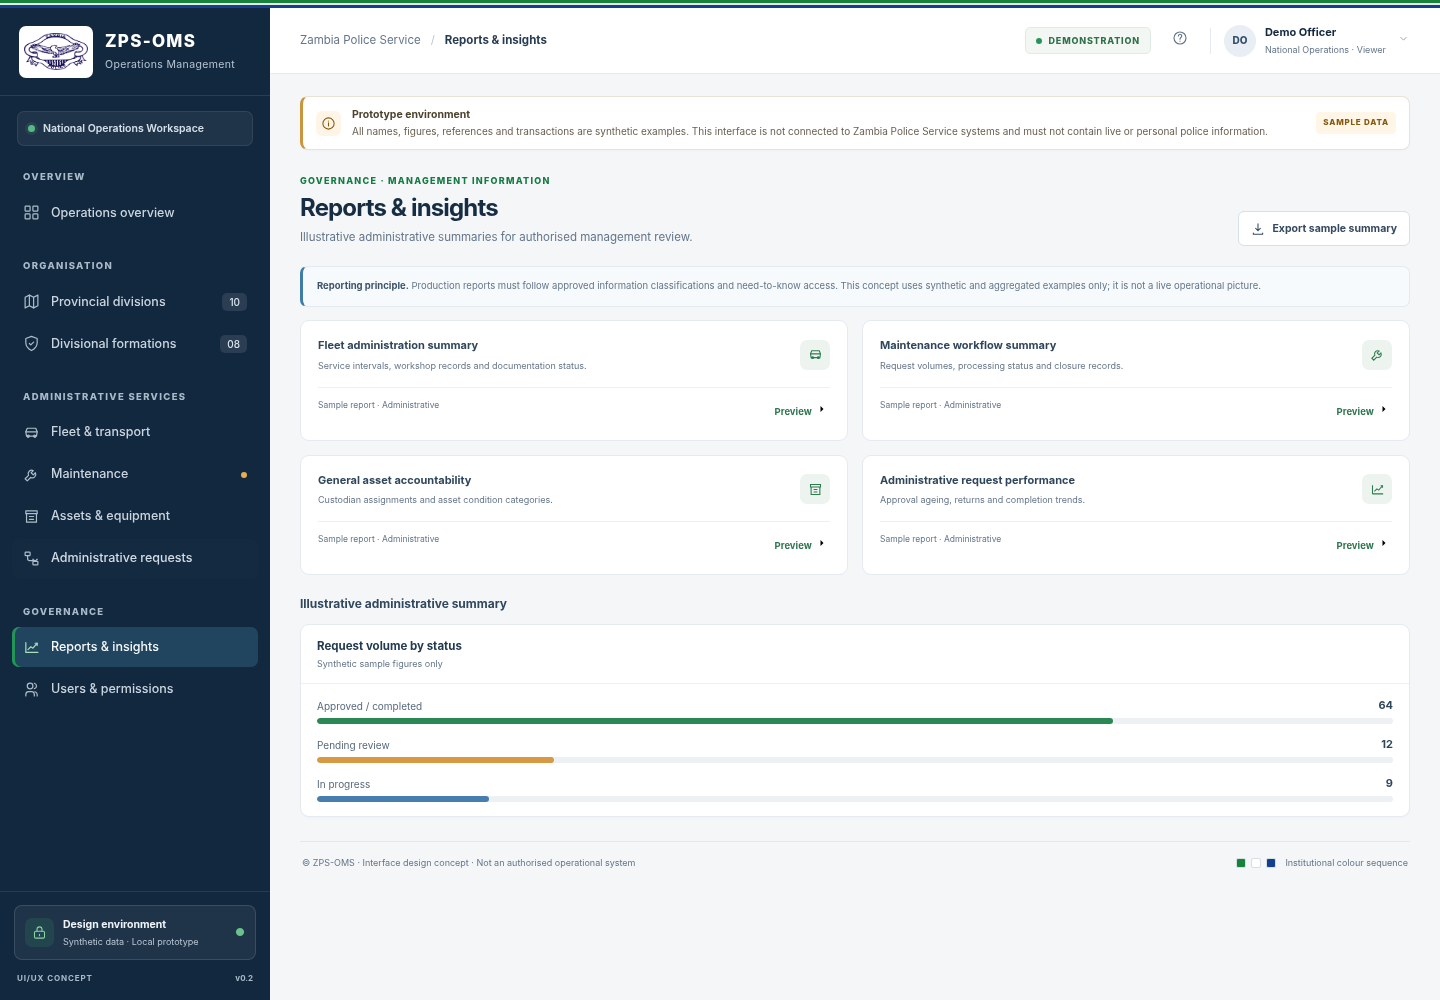 ZPS-OMS
Operations Management
National Operations Workspace
OVERVIEW
Operations overview
ORGANISATION
Provincial divisions 10
Divisional formations 08
ADMINISTRATIVE SERVICES
Fleet & transport
Maintenance
Assets & equipment
Administrative requests
GOVERNANCE
Reports & insights
Users & permissions
Design environment
Synthetic data · Local prototype
UI/UX CONCEPT v0.2
Zambia Police Service / Reports & insights
DEMONSTRATION
DO
Demo Officer
National Operations · Viewer
Prototype environment
All names, figures, references and transactions are synthetic examples. This interface is not connected to Zambia Police Service systems and must not contain live or personal police information.
SAMPLE DATA
GOVERNANCE · MANAGEMENT INFORMATION
Reports & insights
Illustrative administrative summaries for authorised management review.
Export sample summary
Reporting principle. Production reports must follow approved information classifications and need-to-know access. This concept uses synthetic and aggregated examples only; it is not a live operational picture.
Fleet administration summary
Service intervals, workshop records and documentation status.
Sample report · Administrative
Preview
Maintenance workflow summary
Request volumes, processing status and closure records.
Sample report · Administrative
Preview
General asset accountability
Custodian assignments and asset condition categories.
Sample report · Administrative
Preview
Administrative request performance
Approval ageing, returns and completion trends.
Sample report · Administrative
Preview
Illustrative administrative summary
Request volume by status
Synthetic sample figures only
Approved / completed 64
Pending review 12
In progress 9
© ZPS-OMS · Interface design concept · Not an authorised operational system
Institutional colour sequence